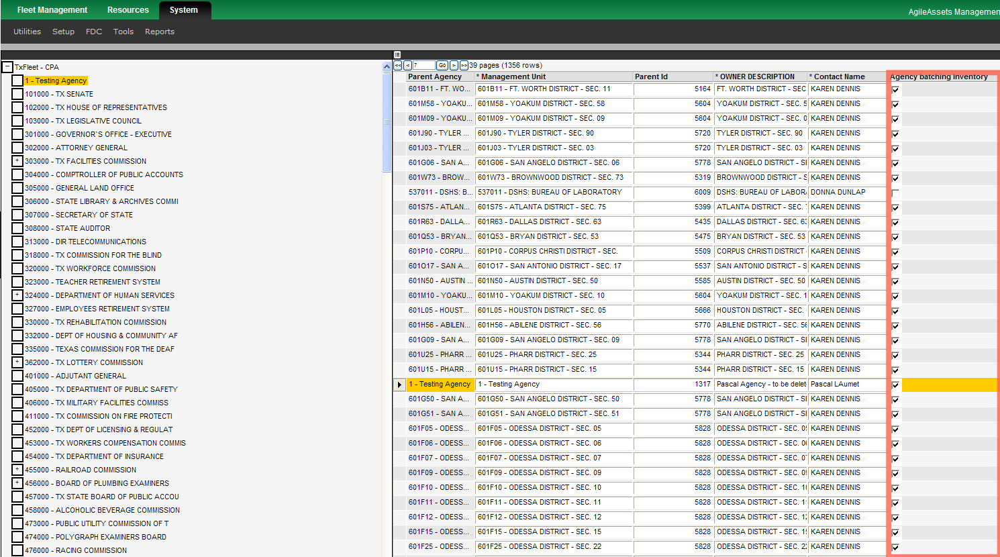 Fleet Management Resources System
AgileAssets Managemen
Utilities Setup FDC Tools Reports
TxFleet - CPA
1 - Testing Agency
101000 - TX SENATE
102000 - TX HOUSE OF REPRESENTATIVES
103000 - TX LEGISLATIVE COUNCIL
301000 - GOVERNOR`S OFFICE - EXECUTIVE
302000 - ATTORNEY GENERAL
303000 - TX FACILITIES COMMISSION
304000 - COMPTROLLER OF PUBLIC ACCOUNTS
305000 - GENERAL LAND OFFICE
306000 - STATE LIBRARY & ARCHIVES COMMI
307000 - SECRETARY OF STATE
308000 - STATE AUDITOR
313000 - DIR TELECOMMUNICATIONS
318000 - TX COMMISSION FOR THE BLIND
320000 - TX WORKFORCE COMMISSION
323000 - TEACHER RETIREMENT SYSTEM
324000 - DEPARTMENT OF HUMAN SERVICES
327000 - EMPLOYEES RETIREMENT SYSTEM
330000 - TX REHABILITATION COMMISSION
332000 - DEPT OF HOUSING & COMMUNITY AF
335000 - TEXAS COMMISSION FOR THE DEAF
362000 - TX LOTTERY COMMISSION
401000 - ADJUTANT GENERAL
405000 - TX DEPARTMENT OF PUBLIC SAFETY
406000 - TX MILITARY FACILITIES COMMISS
411000 - TX COMMISSION ON FIRE PROTECTI
452000 - TX DEPT OF LICENSING & REGULAT
453000 - TX WORKERS COMPENSATION COMMIS
454000 - TX DEPARTMENT OF INSURANCE
455000 - RAILROAD COMMISSION
456000 - BOARD OF PLUMBING EXAMINERS
457000 - TX STATE BOARD OF PUBLIC ACCOU
458000 - ALCOHOLIC BEVERAGE COMMISSION
473000 - PUBLIC UTILITY COMMISSION OF T
474000 - POLYGRAPH EXAMINERS BOARD
476000 - RACING COMMISSION
<< < 7 Go > >> 39 pages (1356 rows)
Parent Agency * Management Unit Parent Id * OWNER DESCRIPTION * Contact Name Agency batching Inventory
601B11 - FT. WO... 601B11 - FT. WORTH DISTRICT - SEC. 11 5164 FT. WORTH DISTRICT - SEC KAREN DENNIS
601M58 - YOAKU... 601M58 - YOAKUM DISTRICT - SEC. 58 5604 YOAKUM DISTRICT - SEC. 5 KAREN DENNIS
601M09 - YOAKU... 601M09 - YOAKUM DISTRICT - SEC. 09 5604 YOAKUM DISTRICT - SEC. 0 KAREN DENNIS
601J90 - TYLER ... 601J90 - TYLER DISTRICT - SEC. 90 5720 TYLER DISTRICT - SEC. 90 KAREN DENNIS
601J03 - TYLER ... 601J03 - TYLER DISTRICT - SEC. 03 5720 TYLER DISTRICT - SEC. 03 KAREN DENNIS
601G06 - SAN A... 601G06 - SAN ANGELO DISTRICT - SEC. 06 5778 SAN ANGELO DISTRICT - SE KAREN DENNIS
601W73 - BROW... 601W73 - BROWNWOOD DISTRICT - SEC. 73 5319 BROWNWOOD DISTRICT - S KAREN DENNIS
537011 - DSHS: B... 537011 - DSHS: BUREAU OF LABORATORY 6009 DSHS: BUREAU OF LABORA DONNA DUNLAP
601S75 - ATLAN... 601S75 - ATLANTA DISTRICT - SEC. 75 5399 ATLANTA DISTRICT - SEC. KAREN DENNIS
601R63 - DALLA... 601R63 - DALLAS DISTRICT - SEC. 63 5435 DALLAS DISTRICT - SEC. 63 KAREN DENNIS
601Q53 - BRYAN... 601Q53 - BRYAN DISTRICT - SEC. 53 5475 BRYAN DISTRICT - SEC. 53 KAREN DENNIS
601P10 - CORPU... 601P10 - CORPUS CHRISTI DISTRICT - SEC. 5509 CORPUS CHRISTI DISTRICT KAREN DENNIS
601O17 - SAN A... 601O17 - SAN ANTONIO DISTRICT - SEC. 17 5537 SAN ANTONIO DISTRICT - S KAREN DENNIS
601N50 - AUSTIN ... 601N50 - AUSTIN DISTRICT - SEC. 50 5585 AUSTIN DISTRICT - SEC. 50 KAREN DENNIS
601M10 - YOAKU... 601M10 - YOAKUM DISTRICT - SEC. 10 5604 YOAKUM DISTRICT - SEC. 1 KAREN DENNIS
601L05 - HOUST... 601L05 - HOUSTON DISTRICT - SEC. 05 5666 HOUSTON DISTRICT - SEC. KAREN DENNIS
601H56 - ABILEN... 601H56 - ABILENE DISTRICT - SEC. 56 5770 ABILENE DISTRICT - SEC. 56 KAREN DENNIS
601G09 - SAN A... 601G09 - SAN ANGELO DISTRICT - SEC. 09 5778 SAN ANGELO DISTRICT - SE KAREN DENNIS
601U25 - PHARR ... 601U25 - PHARR DISTRICT - SEC. 25 5344 PHARR DISTRICT - SEC. 25 KAREN DENNIS
601U15 - PHARR ... 601U15 - PHARR DISTRICT - SEC. 15 5344 PHARR DISTRICT - SEC. 15 KAREN DENNIS
1 - Testing Agency 1 - Testing Agency 1317 Pascal Agency - to be delet Pascal LAumet
601G50 - SAN A... 601G50 - SAN ANGELO DISTRICT - SEC. 50 5778 SAN ANGELO DISTRICT - SE KAREN DENNIS
601G51 - SAN A... 601G51 - SAN ANGELO DISTRICT - SEC. 51 5778 SAN ANGELO DISTRICT - SE KAREN DENNIS
601F05 - ODESS... 601F05 - ODESSA DISTRICT - SEC. 05 5828 ODESSA DISTRICT - SEC. 05 KAREN DENNIS
601F06 - ODESS... 601F06 - ODESSA DISTRICT - SEC. 06 5828 ODESSA DISTRICT - SEC. 06 KAREN DENNIS
601F07 - ODESS... 601F07 - ODESSA DISTRICT - SEC. 07 5828 ODESSA DISTRICT - SEC. 07 KAREN DENNIS
601F09 - ODESS... 601F09 - ODESSA DISTRICT - SEC. 09 5828 ODESSA DISTRICT - SEC. 09 KAREN DENNIS
601F10 - ODESS... 601F10 - ODESSA DISTRICT - SEC. 10 5828 ODESSA DISTRICT - SEC. 10 KAREN DENNIS
601F11 - ODESS... 601F11 - ODESSA DISTRICT - SEC. 11 5828 ODESSA DISTRICT - SEC. 11 KAREN DENNIS
601F12 - ODESS... 601F12 - ODESSA DISTRICT - SEC. 12 5828 ODESSA DISTRICT - SEC. 12 KAREN DENNIS
601F15 - ODESS... 601F15 - ODESSA DISTRICT - SEC. 15 5828 ODESSA DISTRICT - SEC. 15 KAREN DENNIS
601F25 - ODESS... 601F25 - ODESSA DISTRICT - SEC. 22 5828 ODESSA DISTRICT - SEC. 22 KAREN DENNIS